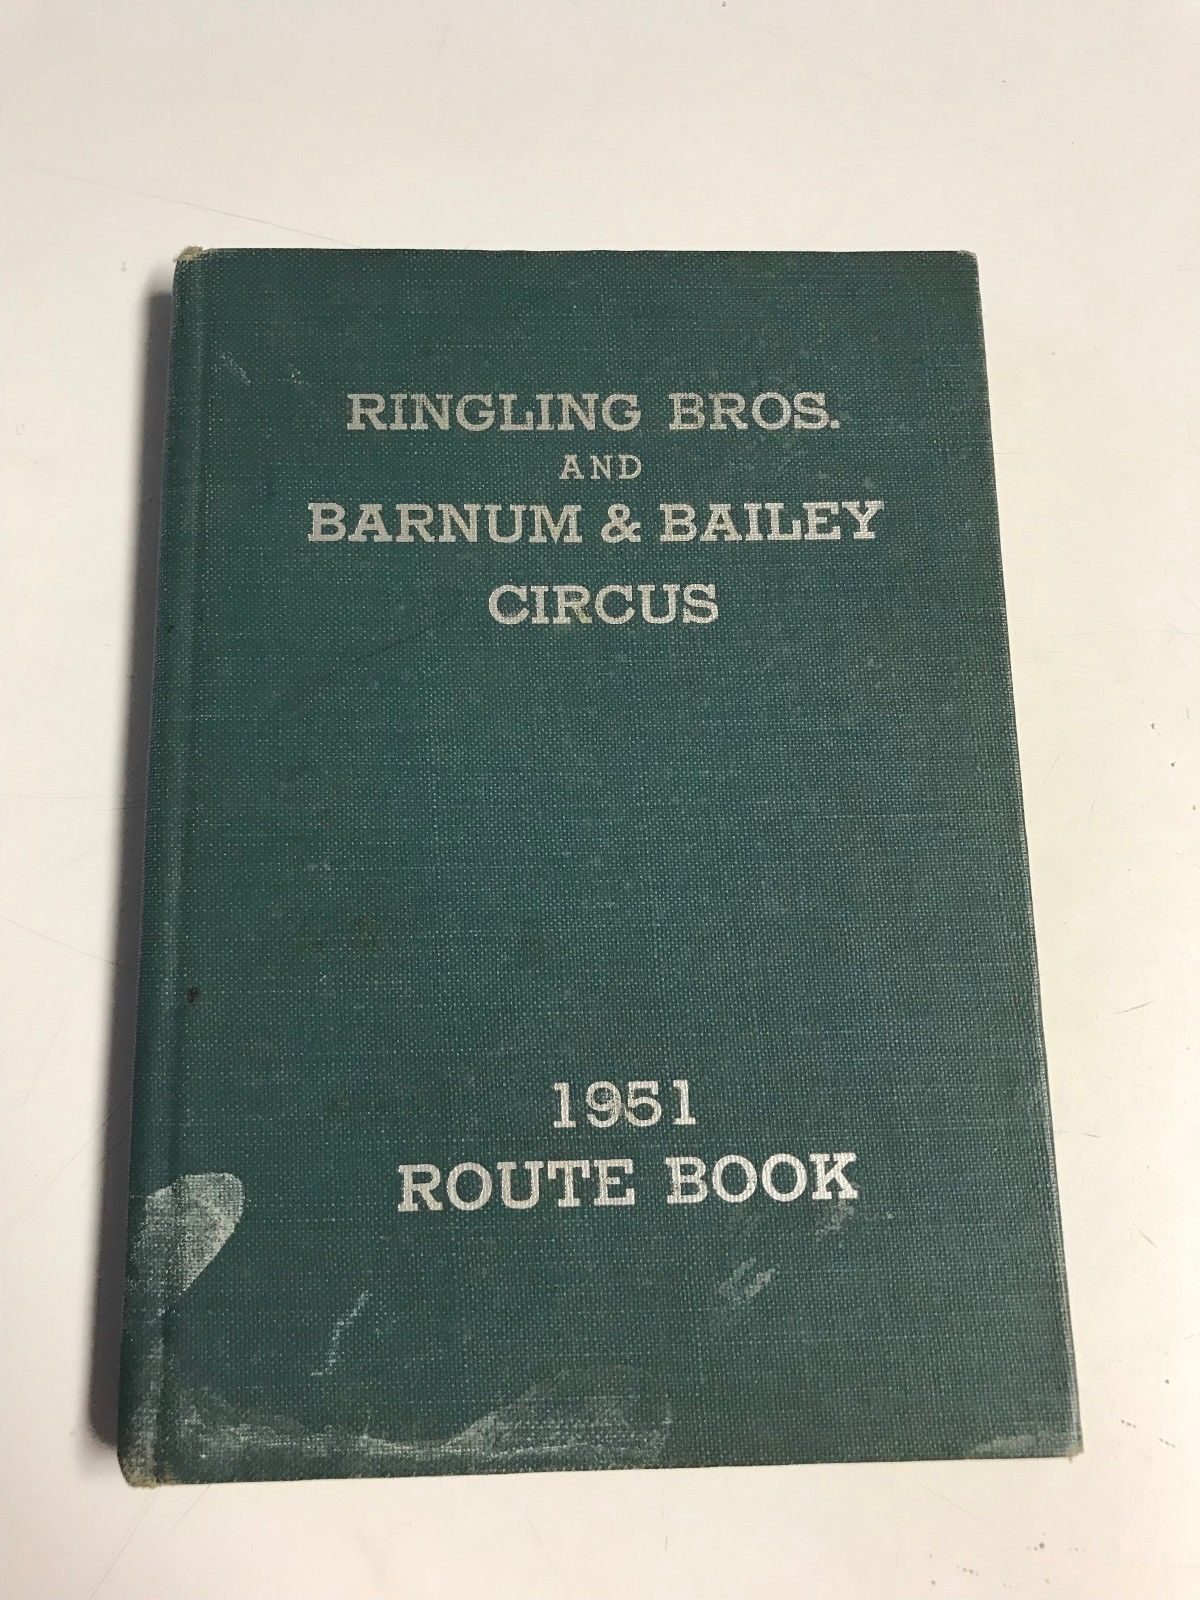 RINGLING BROS.
AND
BARNUM & BAILEY
CIRCUS
1951
ROUTE BOOK